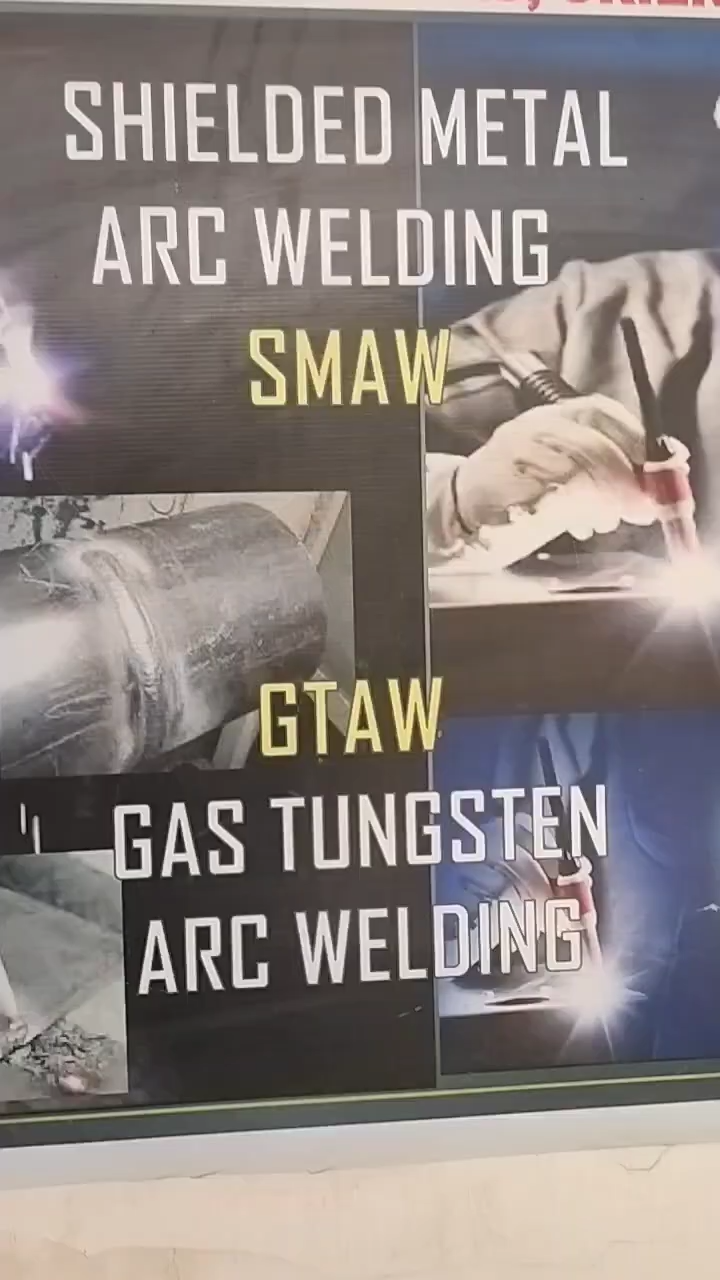 SHIELDED METAL
ARC WELDING
SMAW
GTAW
GAS TUNGSTEN
ARC WELDING